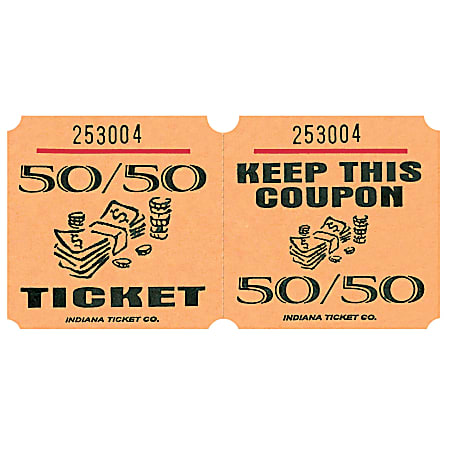 253004
50/50
TICKET
INDIANA TICKET CO.
253004
KEEP THIS
COUPON
50/50
INDIANA TICKET CO.